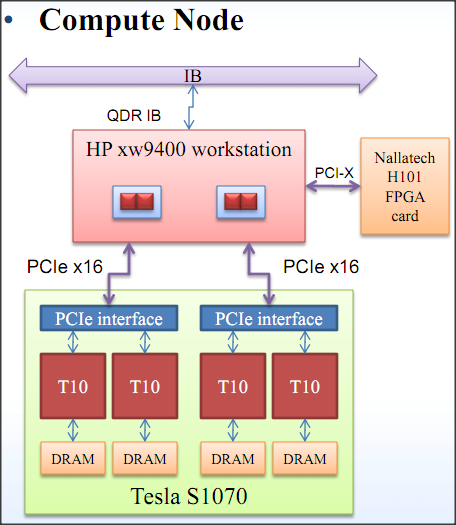 • Compute Node
IB
QDR IB
HP xw9400 workstation
PCI-X
Nallatech
H101
FPGA
card
PCIe x16
PCIe x16
PCIe interface
PCIe interface
T10
T10
T10
T10
DRAM
DRAM
DRAM
DRAM
Tesla S1070